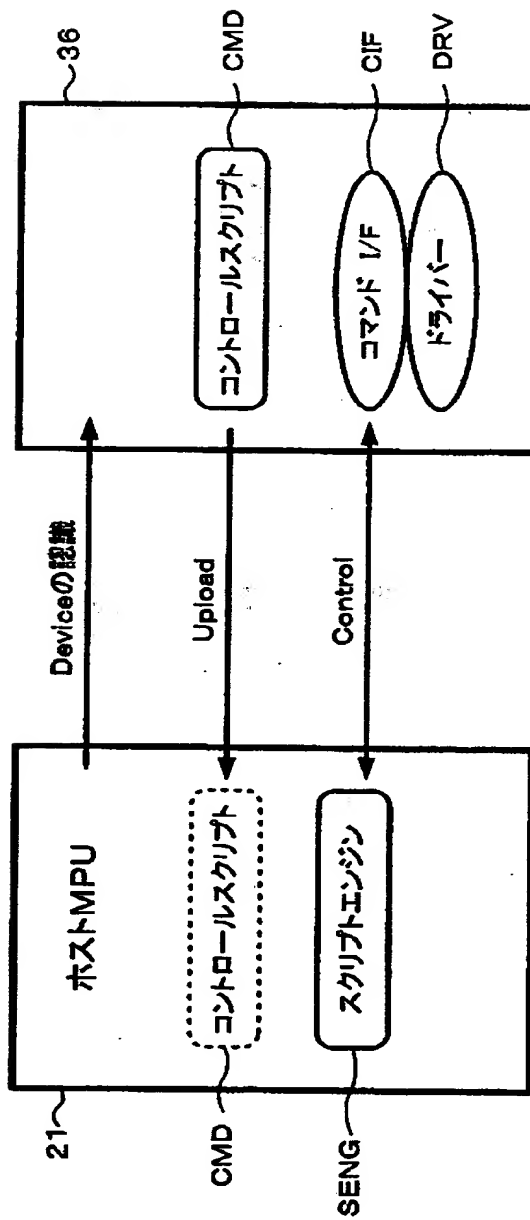 21
ホストMPU
コントロールスクリプト
CMD
スクリプトエンジン
SENG
Deviceの認識
Upload
Control
36
コントロールスクリプト
CMD
コマンド I/F
CIF
ドライバー
DRV